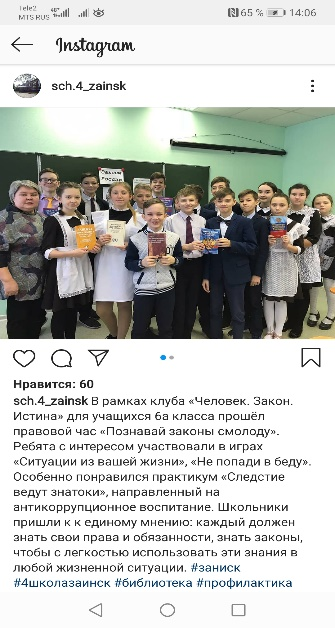 Tele2
MTS RUS
65 %
14:06
Instagram
sch.4_zainsk
Нравится: 60
sch.4_zainsk В рамках клуба «Человек. Закон.
Истина» для учащихся 6а класса прошёл
правовой час «Познавай законы смолоду».
Ребята с интересом участвовали в играх
«Ситуации из вашей жизни», «Не попади в беду».
Особенно понравился практикум «Следствие
ведут знатоки», направленный на
антикоррупционное воспитание. Школьники
пришли к к единому мнению: каждый должен
знать свои права и обязанности, знать законы,
чтобы с легкостью использовать эти знания в
любой жизненной ситуации. #заниск
#4школазаинск #библиотека #профилактика